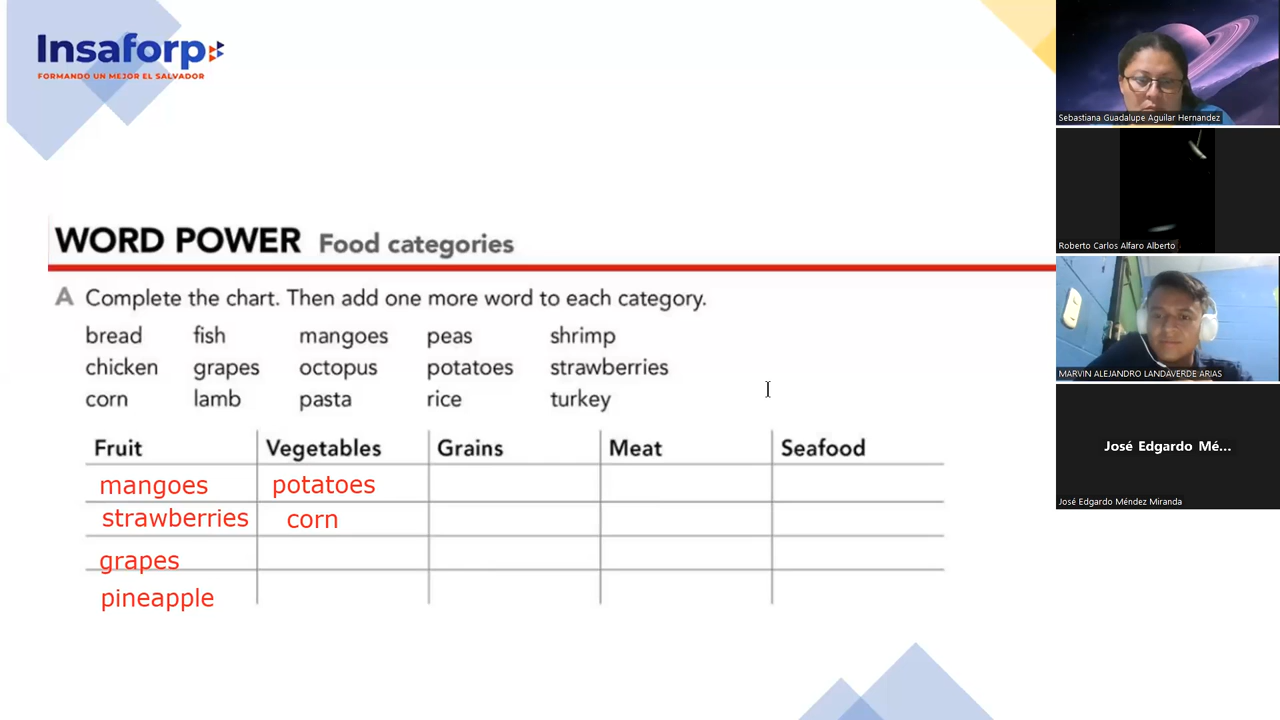 Insaforp
FORMANDO UN MEJOR EL SALVADOR
WORD POWER Food categories
A Complete the chart. Then add one more word to each category.
bread fish mangoes peas shrimp
chicken grapes octopus potatoes strawberries
corn lamb pasta rice turkey
Fruit Vegetables Grains Meat Seafood
mangoes potatoes
strawberries corn
grapes
pineapple
Sebastiana Guadalupe Aguilar Hernandez
Roberto Carlos Alfaro Alberto
MARVIN ALEJANDRO LANDAVERDE ARIAS
José Edgardo Mé...
José Edgardo Méndez Miranda